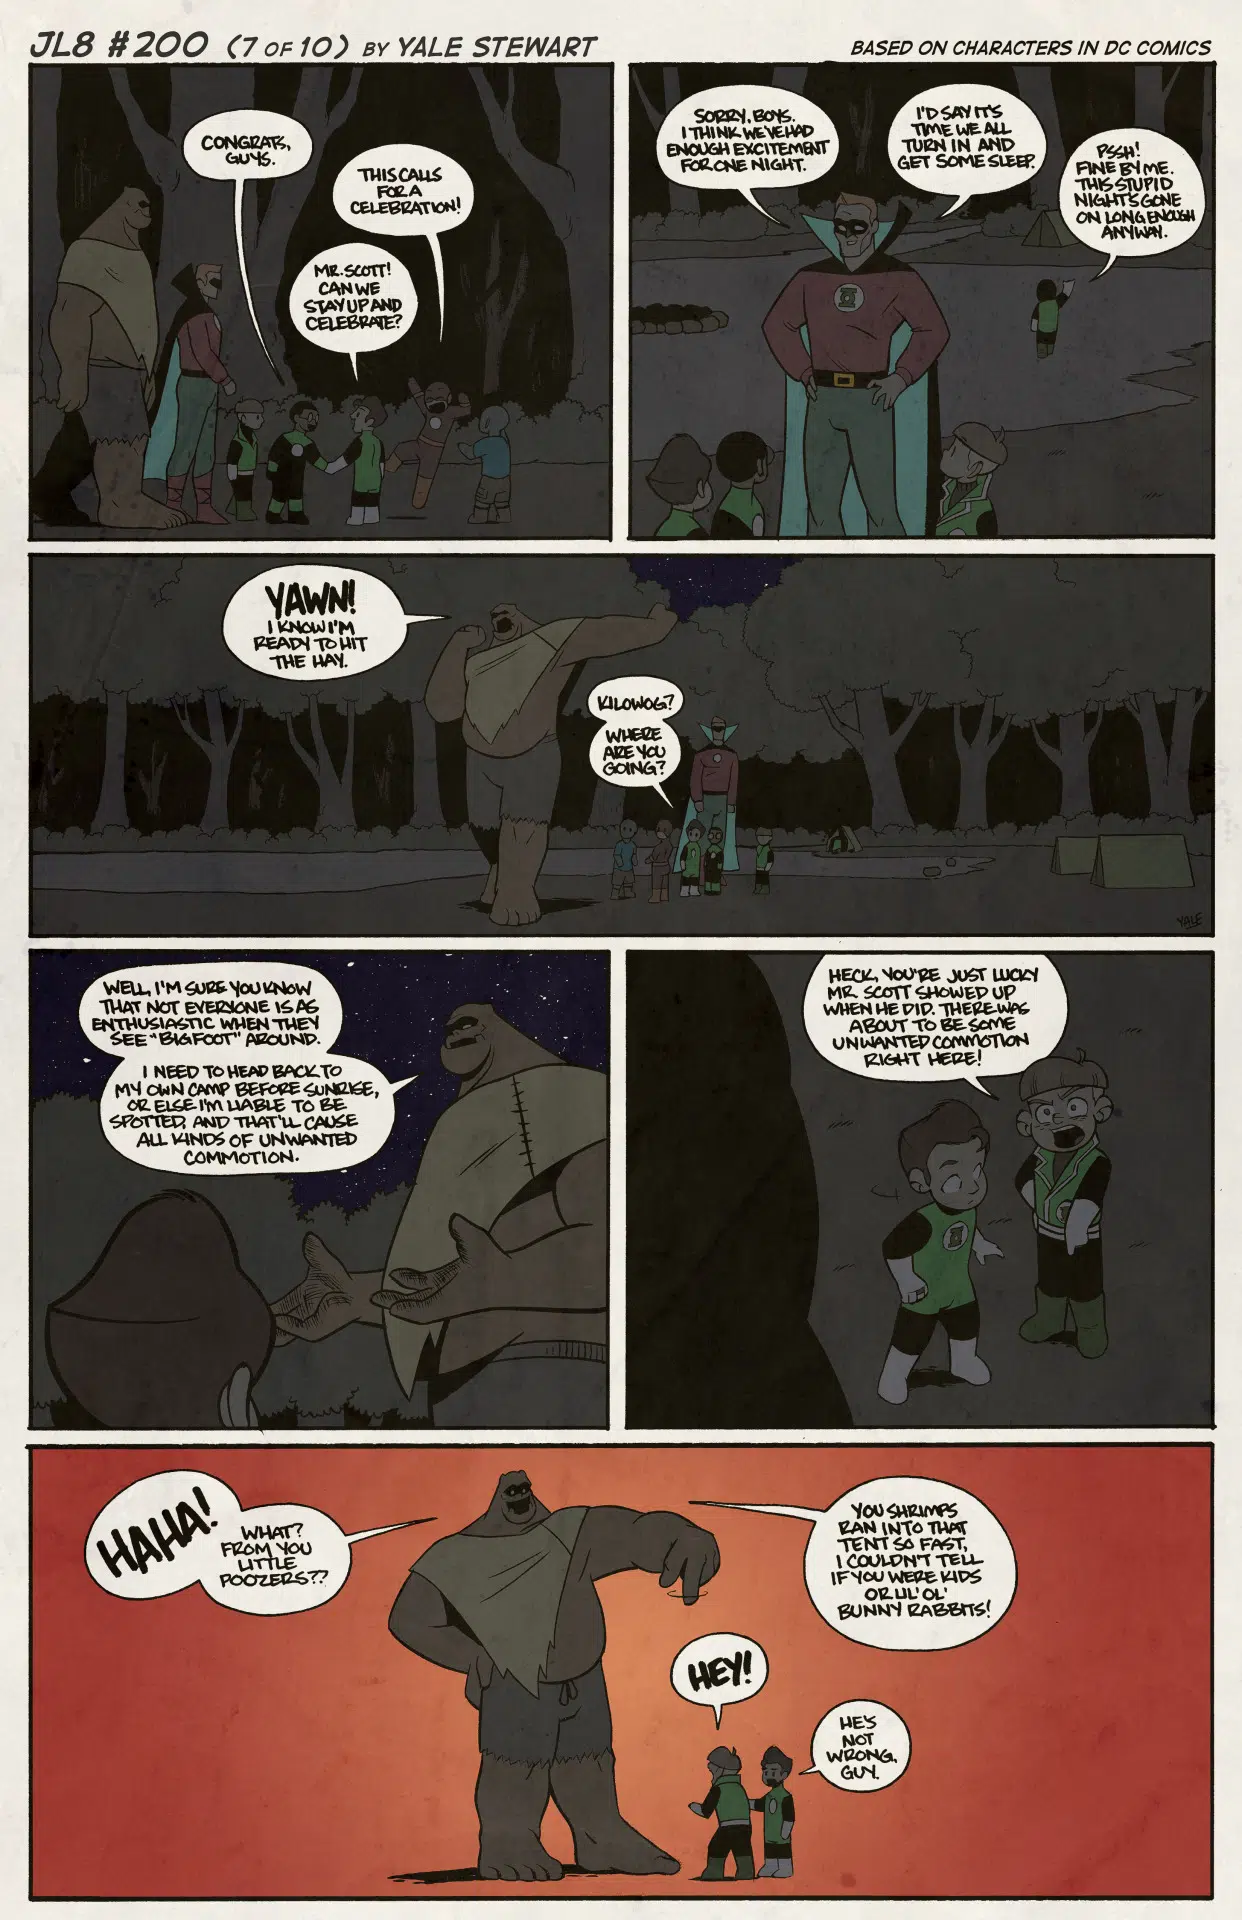 JL8 #200 (7 OF 10) BY YALE STEWART
BASED ON CHARACTERS IN DC COMICS
CONGRATS,
GUYS.
THIS CALLS
FOR A
CELEBRATION!
MR. SCOTT!
CAN WE
STAY UP AND
CELEBRATE?
SORRY, BOYS.
I THINK WE'VE HAD
ENOUGH EXCITEMENT
FOR ONE NIGHT.
I'D SAY IT'S
TIME WE ALL
TURN IN AND
GET SOME SLEEP.
PSSH!
FINE BY ME.
THIS STUPID
NIGHT'S GONE
ON LONG ENOUGH
ANYWAY.
YAWN!
I KNOW I'M
READY TO HIT
THE HAY.
KILOWOG?
WHERE
ARE YOU
GOING?
YALE
WELL, I'M SURE YOU KNOW
THAT NOT EVERYONE IS AS
ENTHUSIASTIC WHEN THEY
SEE "BIGFOOT" AROUND.
I NEED TO HEAD BACK TO
MY OWN CAMP BEFORE SUNRISE,
OR ELSE I'M LIABLE TO BE
SPOTTED, AND THAT'LL CAUSE
ALL KINDS OF UNWANTED
COMMOTION.
HECK, YOU'RE JUST LUCKY
MR. SCOTT SHOWED UP
WHEN HE DID. THERE WAS
ABOUT TO BE SOME
UNWANTED COMMOTION
RIGHT HERE!
HAHA!
WHAT?
FROM YOU
LITTLE
POOZERS??
YOU SHRIMPS
RAN INTO THAT
TENT SO FAST,
I COULDN'T TELL
IF YOU WERE KIDS
OR LIL' OL'
BUNNY RABBITS!
HEY!
HE'S
NOT
WRONG,
GUY.